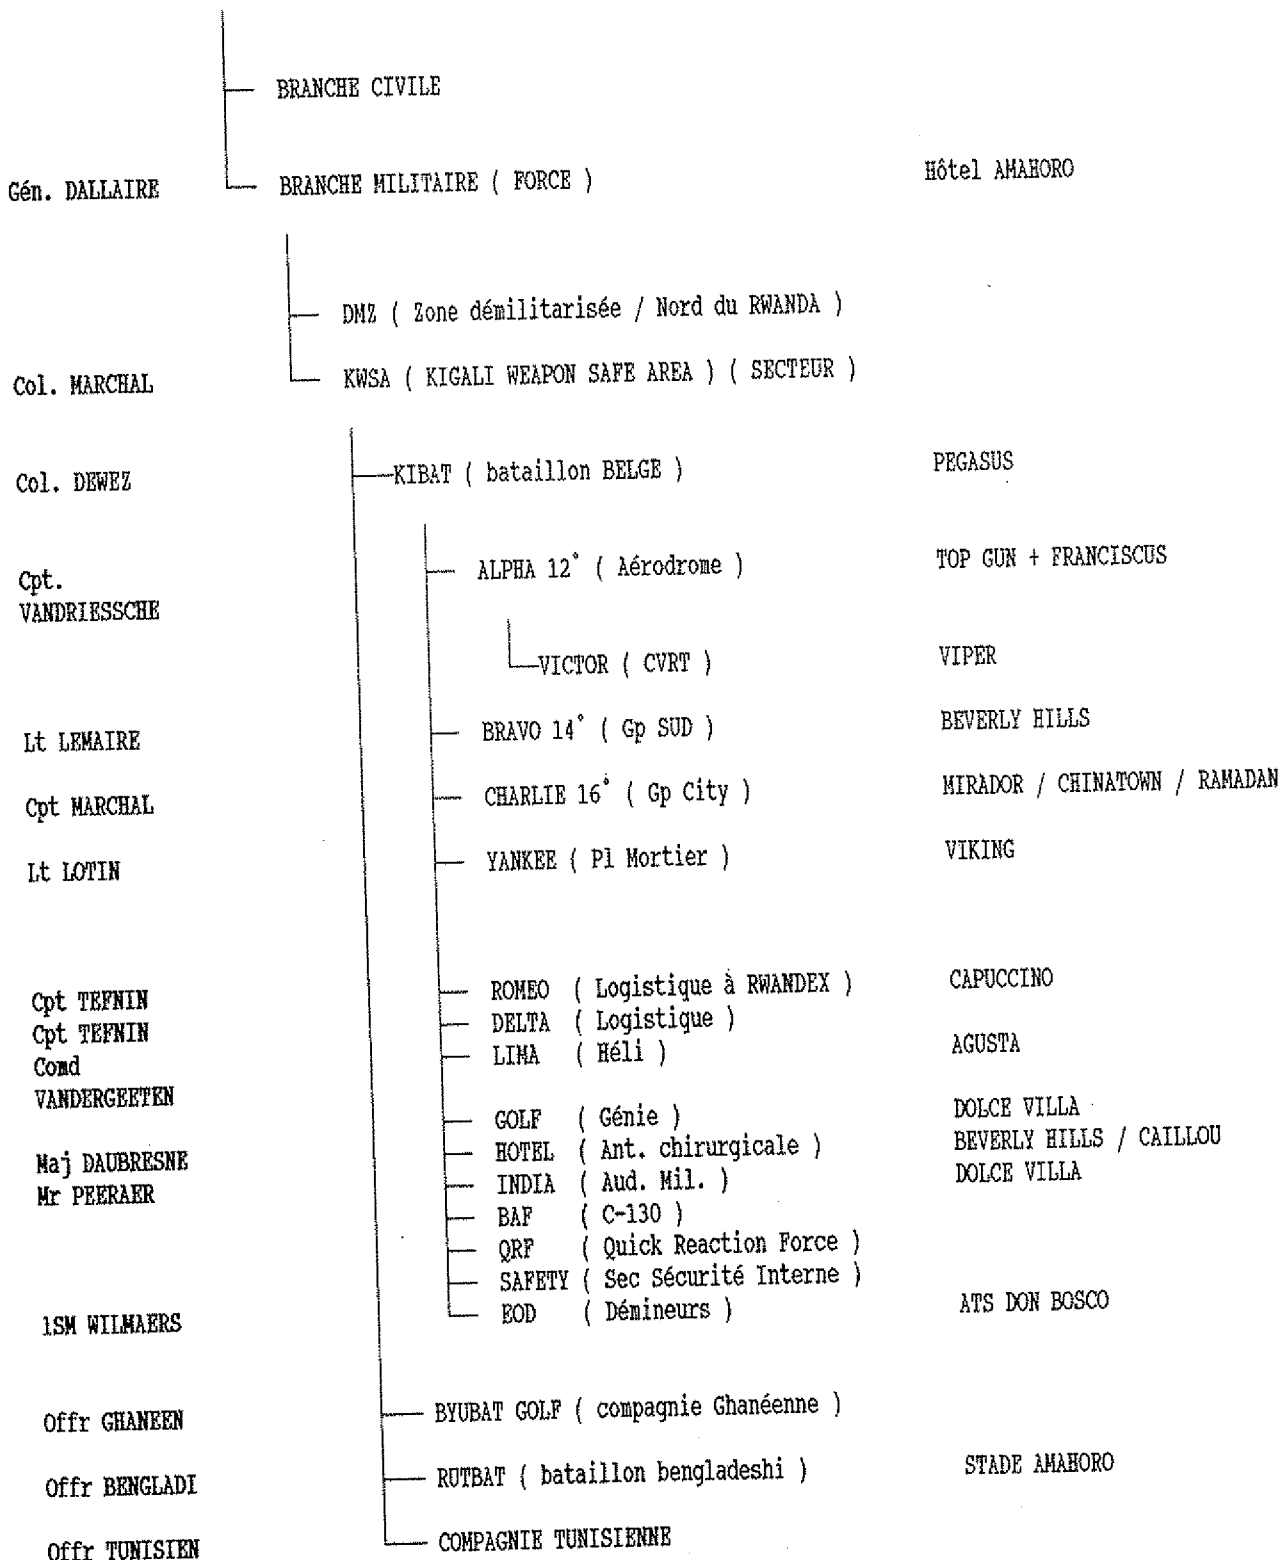 BRANCHE CIVILE
Gén. DALLAIRE BRANCHE MILITAIRE ( FORCE ) Hôtel AMAHORO
DMZ ( Zone démilitarisée / Nord du RWANDA )
Col. MARCHAL KWSA ( KIGALI WEAPON SAFE AREA ) ( SECTEUR )
Col. DEWEZ KIBAT ( bataillon BELGE ) PEGASUS
Cpt. ALPHA 12° ( Aérodrome ) TOP GUN + FRANCISCUS
VANDRIESSCHE
VICTOR ( CVRT ) VIPER
Lt LEMAIRE BRAVO 14° ( Gp SUD ) BEVERLY HILLS
Cpt MARCHAL CHARLIE 16° ( Gp City ) MIRADOR / CHINATOWN / RAMADAN
Lt LOTIN YANKEE ( Pl Mortier ) VIKING
Cpt TEFNIN ROMEO ( Logistique à RWANDEX ) CAPUCCINO
Cpt TEFNIN DELTA ( Logistique )
Comd LIMA ( Héli ) AGUSTA
VANDERGEETEN
GOLF ( Génie ) DOLCE VILLA
Maj DAUBRESNE HOTEL ( Ant. chirurgicale ) BEVERLY HILLS / CAILLOU
Mr PEERAER INDIA ( Aud. Mil. ) DOLCE VILLA
BAF ( C-130 )
QRF ( Quick Reaction Force )
SAFETY ( Sec Sécurité Interne )
1SM WILMAERS EOD ( Démineurs ) ATS DON BOSCO
Offr GHANEEN BYUBAT GOLF ( compagnie Ghanéenne )
Offr BENGLADI RUTBAT ( bataillon bengladeshi ) STADE AMAHORO
Offr TUNISIEN COMPAGNIE TUNISIENNE